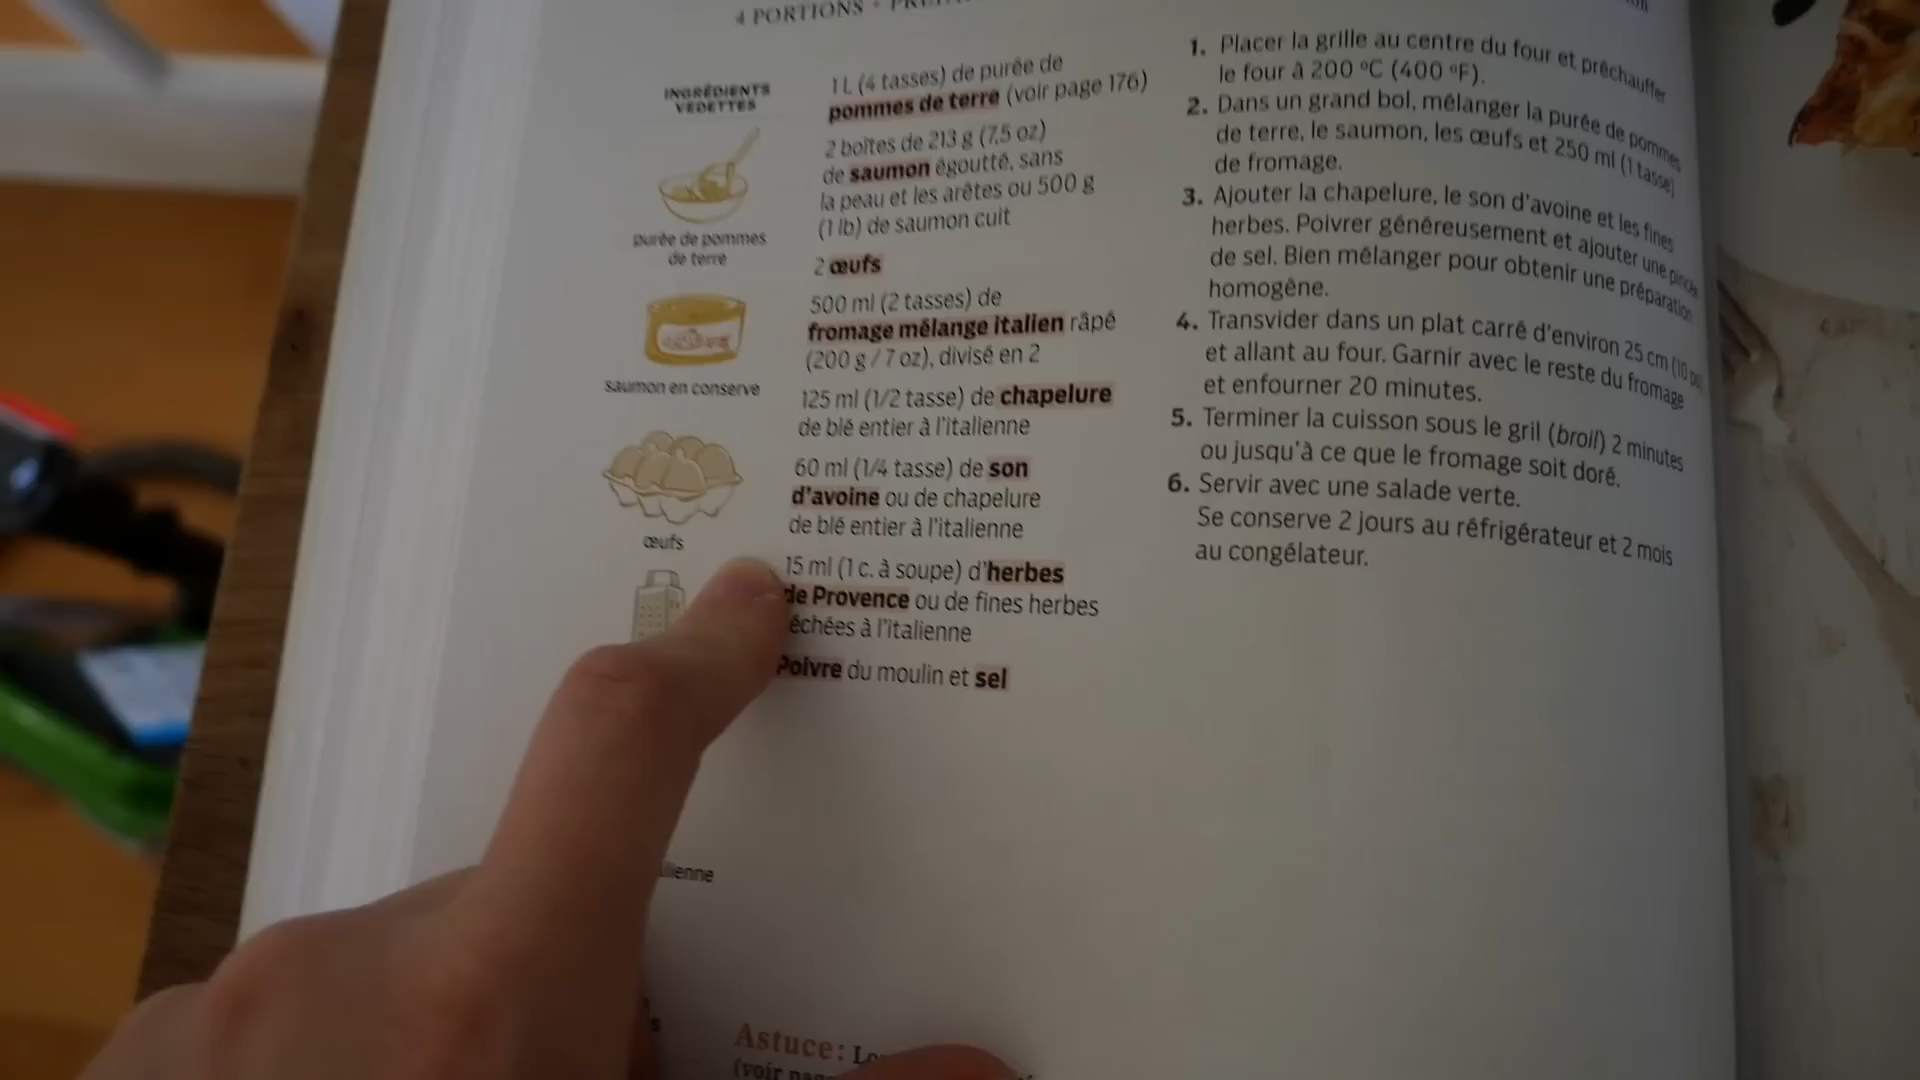 4 PORTIONS •
INGRÉDIENTS
VEDETTES
purée de pommes
de terre
saumon en conserve
œufs
lienne
1 L (4 tasses) de purée de
pommes de terre (voir page 176)
2 boîtes de 213 g (7,5 oz)
de saumon égoutté, sans
la peau et les arêtes ou 500 g
(1 lb) de saumon cuit
2 œufs
500 ml (2 tasses) de
fromage mélange italien râpé
(200 g / 7 oz), divisé en 2
125 ml (1/2 tasse) de chapelure
de blé entier à l'italienne
60 ml (1/4 tasse) de son
d'avoine ou de chapelure
de blé entier à l'italienne
15 ml (1 c. à soupe) d'herbes
de Provence ou de fines herbes
échées à l'italienne
Poivre du moulin et sel
1. Placer la grille au centre du four et préchauffer
le four à 200 °C (400 °F).
2. Dans un grand bol, mélanger la purée de pommes
de terre, le saumon, les œufs et 250 ml (1 tasse)
de fromage.
3. Ajouter la chapelure, le son d'avoine et les fines
herbes. Poivrer généreusement et ajouter une pincée
de sel. Bien mélanger pour obtenir une préparation
homogène.
4. Transvider dans un plat carré d'environ 25 cm (10 po)
et allant au four. Garnir avec le reste du fromage
et enfourner 20 minutes.
5. Terminer la cuisson sous le gril (broil) 2 minutes
ou jusqu'à ce que le fromage soit doré.
6. Servir avec une salade verte.
Se conserve 2 jours au réfrigérateur et 2 mois
au congélateur.
Astuce:
(voir